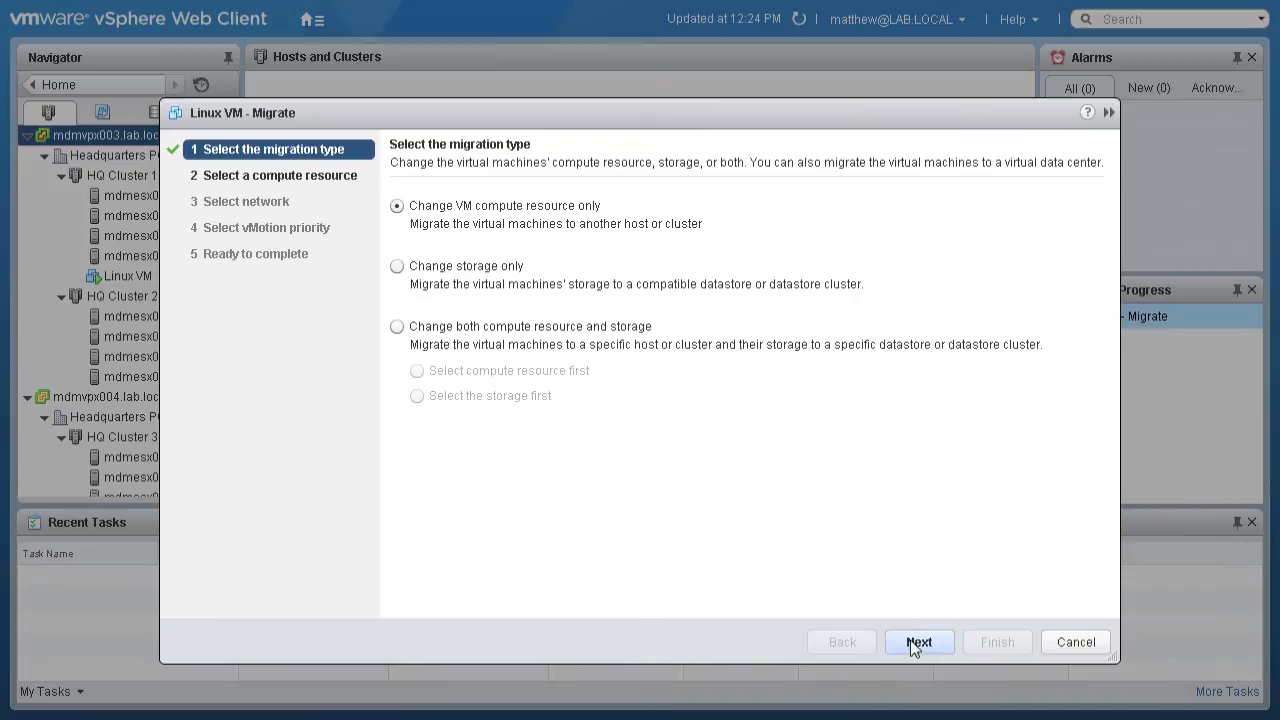 vmware® vSphere Web Client
Updated at 12:24 PM
matthew@LAB.LOCAL
Help
Search
Navigator
Home
mdmvpx003.lab.loc
Headquarters P
HQ Cluster 1
mdmesx0
mdmesx0
mdmesx0
mdmesx0
Linux VM
HQ Cluster 2
mdmesx0
mdmesx0
mdmesx0
mdmesx0
mdmvpx004.lab.loc
Headquarters P
HQ Cluster 3
mdmesx0
mdmesx0
mdmesx0
Hosts and Clusters
Alarms
All (0)
New (0)
Acknow...
Progress
- Migrate
Linux VM - Migrate
1 Select the migration type
2 Select a compute resource
3 Select network
4 Select vMotion priority
5 Ready to complete
Select the migration type
Change the virtual machines' compute resource, storage, or both. You can also migrate the virtual machines to a virtual data center.
Change VM compute resource only
Migrate the virtual machines to another host or cluster
Change storage only
Migrate the virtual machines' storage to a compatible datastore or datastore cluster.
Change both compute resource and storage
Migrate the virtual machines to a specific host or cluster and their storage to a specific datastore or datastore cluster.
Select compute resource first
Select the storage first
Back
Next
Finish
Cancel
Recent Tasks
Task Name
My Tasks
More Tasks